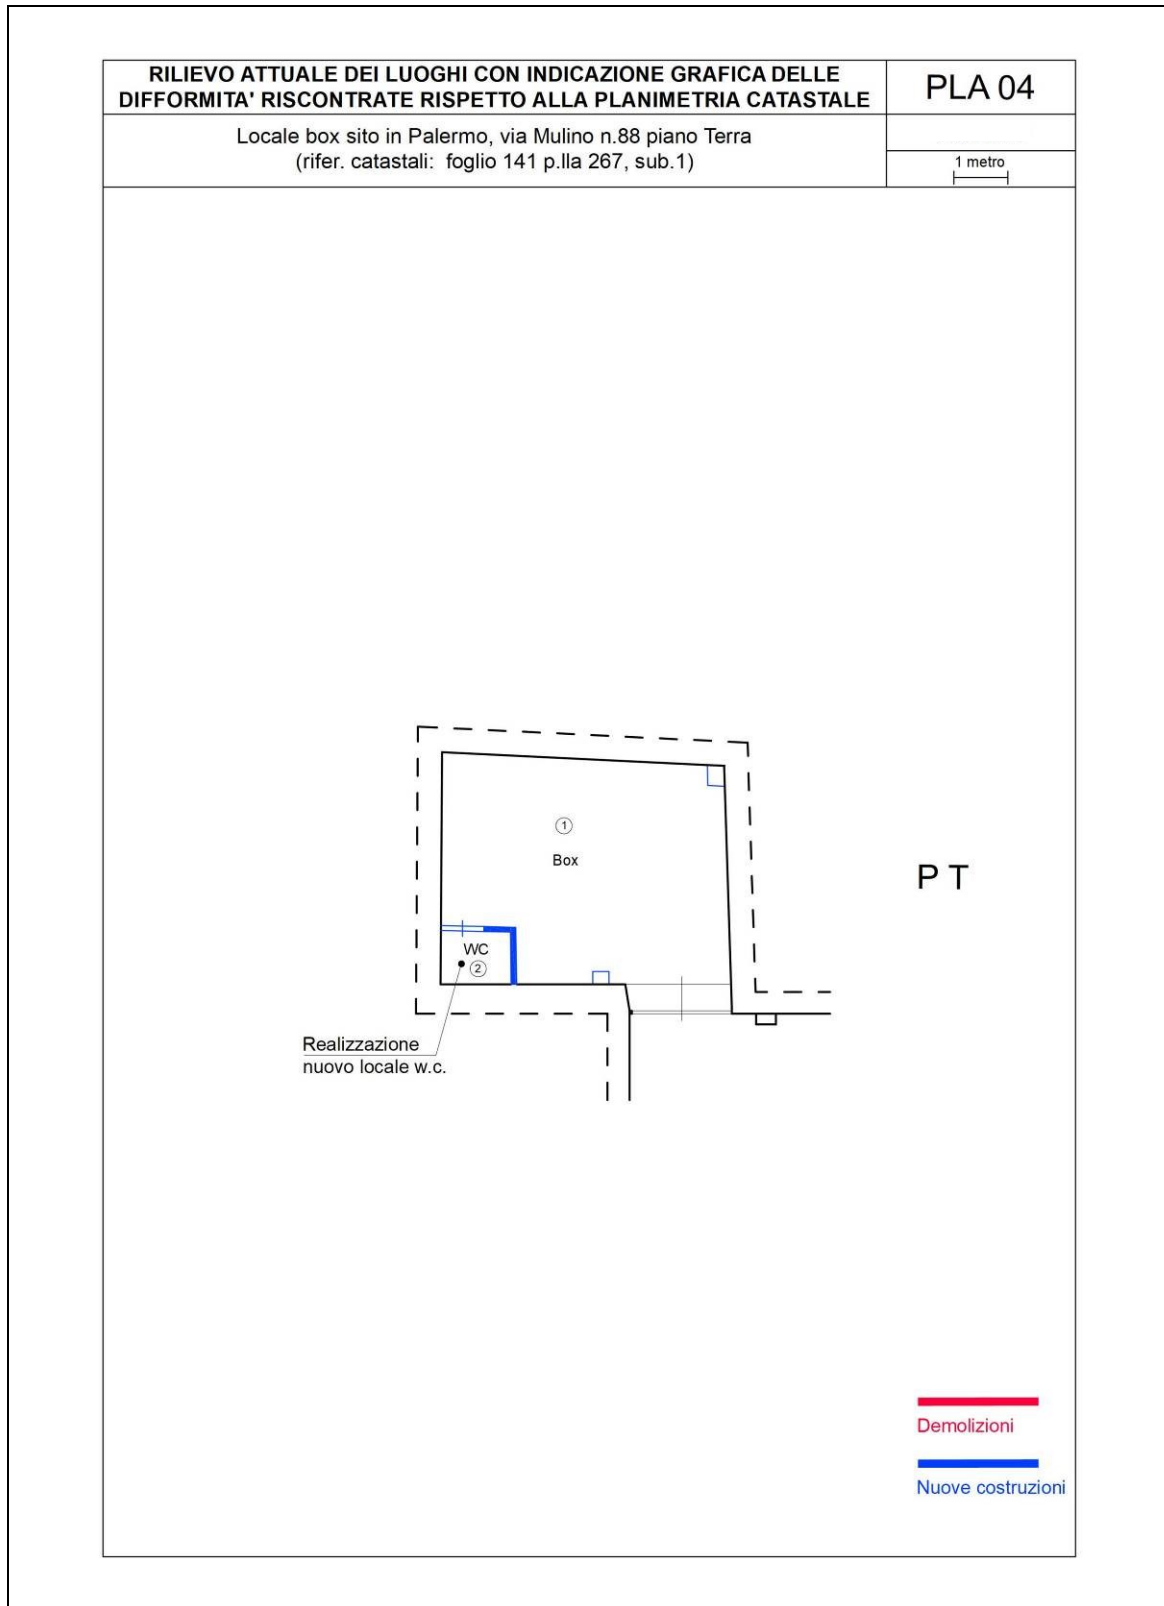 RILIEVO ATTUALE DEI LUOGHI CON INDICAZIONE GRAFICA DELLE
DIFFORMITA' RISCONTRATE RISPETTO ALLA PLANIMETRIA CATASTALE
PLA 04
Locale box sito in Palermo, via Mulino n.88 piano Terra
(rifer. catastali: foglio 141 p.lla 267, sub.1)
1 metro
1
Box
P T
WC
2
Realizzazione
nuovo locale w.c.
Demolizioni
Nuove costruzioni